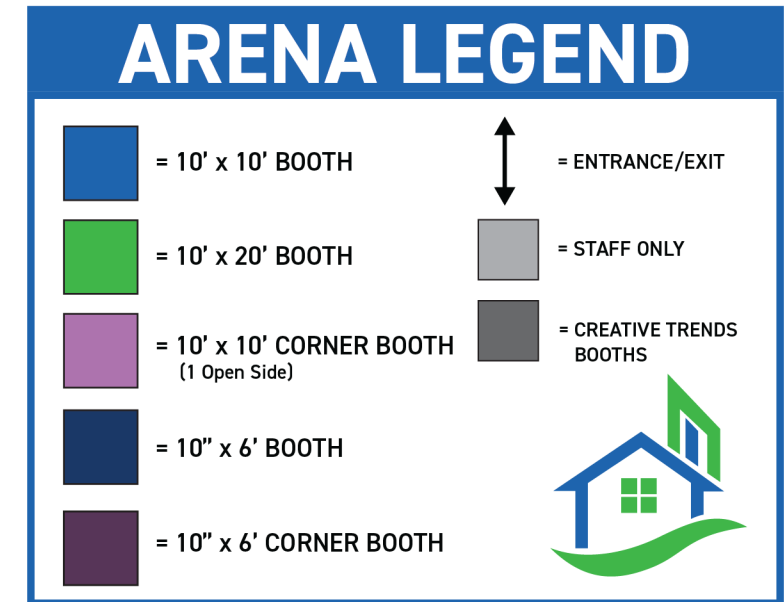 ARENA LEGEND
= 10’ x 10’ BOOTH
= 10’ x 20’ BOOTH
= 10’ x 10’ CORNER BOOTH
(1 Open Side)
= 10” x 6’ BOOTH
= 10” x 6’ CORNER BOOTH
= ENTRANCE/EXIT
= STAFF ONLY
= CREATIVE TRENDS
BOOTHS